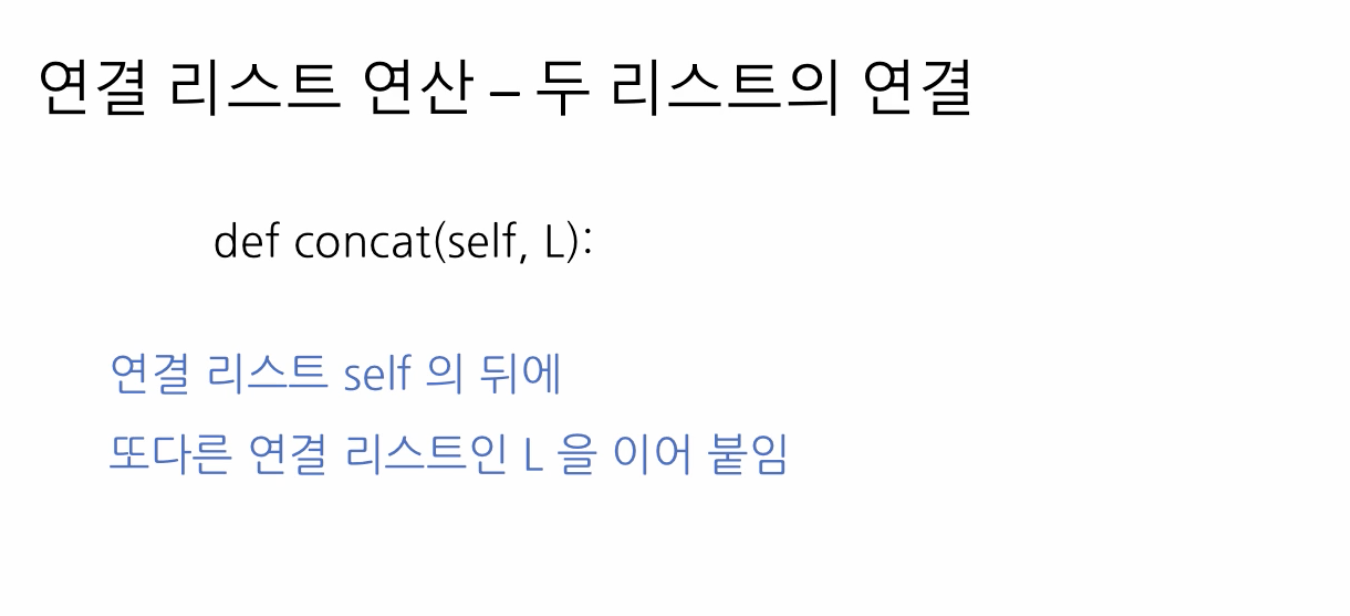 연결 리스트 연산 – 두 리스트의 연결
def concat(self, L):
연결 리스트 self 의 뒤에
또다른 연결 리스트인 L 을 이어 붙임